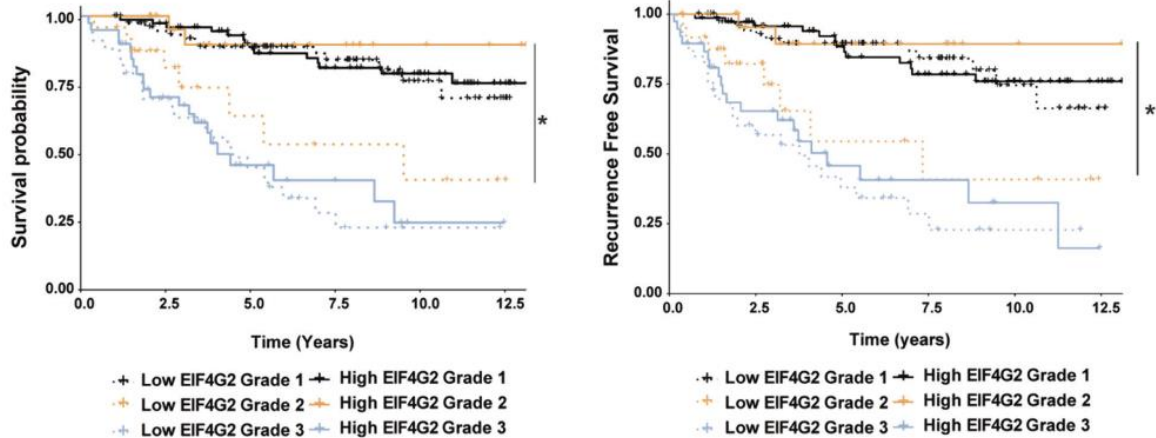 Survival probability
1.00
0.75
0.50
0.25
0.00
0.0 2.5 5.0 7.5 10.0 12.5
Time (Years)
*
Low EIF4G2 Grade 1 High EIF4G2 Grade 1
Low EIF4G2 Grade 2 High EIF4G2 Grade 2
Low EIF4G2 Grade 3 High EIF4G2 Grade 3
Recurrence Free Survival
1.00
0.75
0.50
0.25
0.00
0.0 2.5 5.0 7.5 10.0 12.5
Time (years)
*
Low EIF4G2 Grade 1 High EIF4G2 Grade 1
Low EIF4G2 Grade 2 High EIF4G2 Grade 2
Low EIF4G2 Grade 3 High EIF4G2 Grade 3